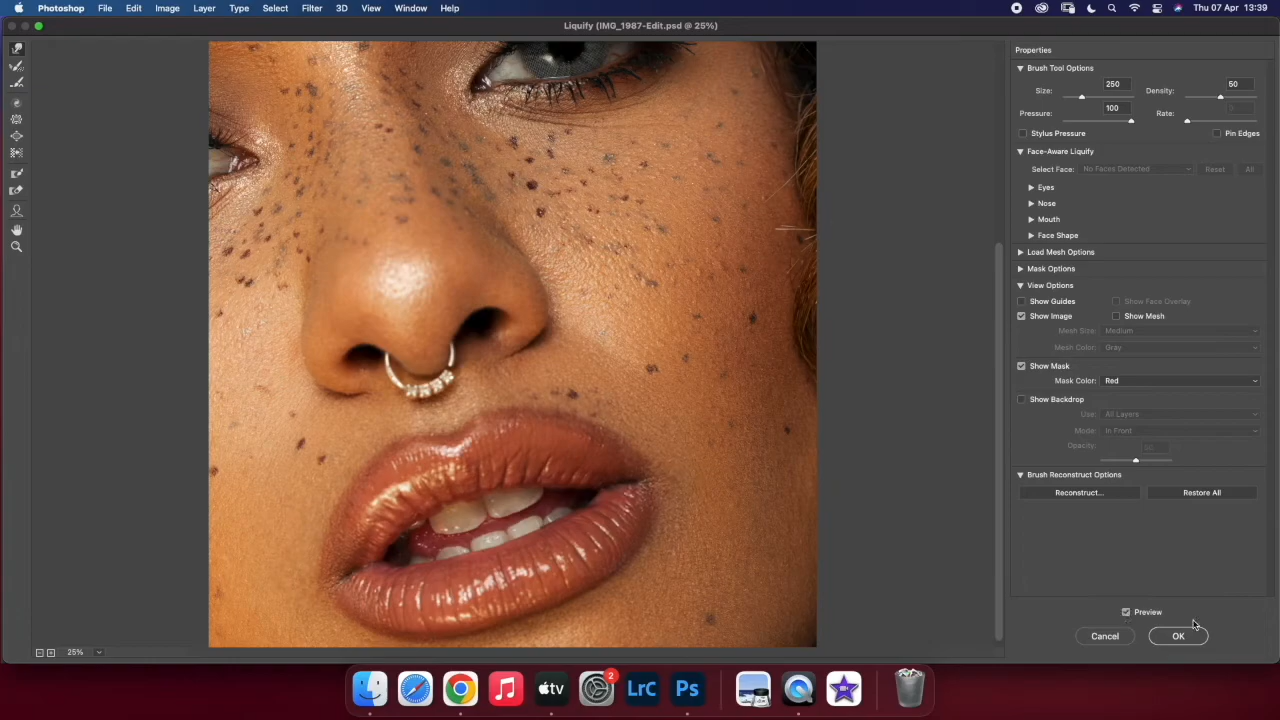 Photoshop File Edit Image Layer Type Select Filter 3D View Window Help Thu 07 Apr 13:39
Liquify (IMG_1987-Edit.psd @ 25%)
Properties
Brush Tool Options
Size: 250 Density: 50
Pressure: 100 Rate: 0
Stylus Pressure Pin Edges
Face-Aware Liquify
Select Face: No Faces Detected Reset All
Eyes
Nose
Mouth
Face Shape
Load Mesh Options
Mask Options
View Options
Show Guides Show Face Overlay
Show Image Show Mesh
Mesh Size: Medium
Mesh Color: Gray
Show Mask
Mask Color: Red
Show Backdrop
Use: All Layers
Mode: In Front
Opacity:
Brush Reconstruct Options
Reconstruct... Restore All
Preview
Cancel OK
25%
tv 2 LrC Ps